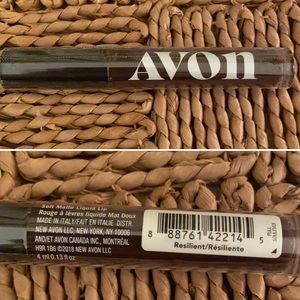 AVON
Soft Matte Liquid Lip
Rouge à lèvres liquide Mat Doux
MADE IN ITALY/FAIT EN ITALIE. DISTR.
NEW AVON LLC, NEW YORK, NY 10006
AND/ET AVON CANADA INC., MONTRÉAL
H9R 1B6 ©2018 NEW AVON LLC
4 ml 0.13 fl.oz
8 88761 42214 5
Resilient/Résiliente
PULL